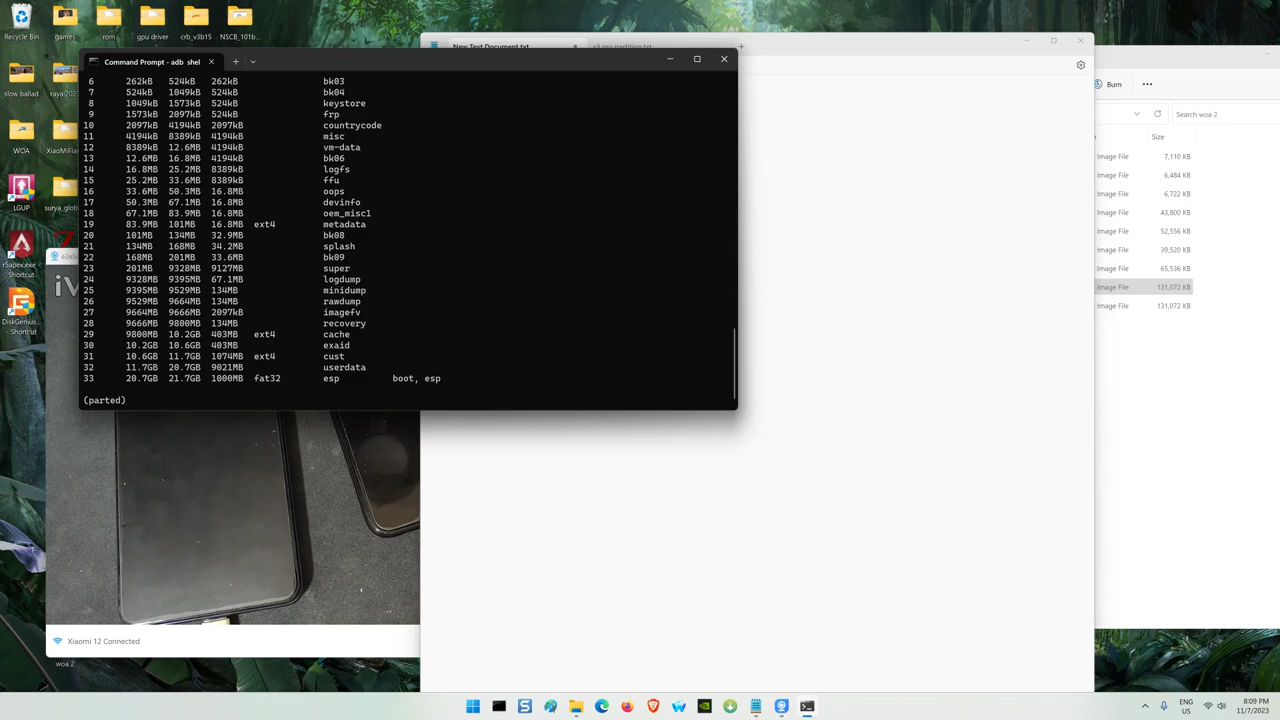 Recycle Bin
games
rom
gpu driver
crb_v3b15
NSCB_101b...
slow ballad
raya 2023
WOA
XiaoMiFlas
LGUP
surya_glob
r5apex.exe - Shortcut
DiskGenius... - Shortcut
woa 2
New Text Document.txt
x3 pro partition.txt
Command Prompt - adb shel
6 262kB 524kB 262kB bk03
7 524kB 1049kB 524kB bk04
8 1049kB 1573kB 524kB keystore
9 1573kB 2097kB 524kB frp
10 2097kB 4194kB 2097kB countrycode
11 4194kB 8389kB 4194kB misc
12 8389kB 12.6MB 4194kB vm-data
13 12.6MB 16.8MB 4194kB bk06
14 16.8MB 25.2MB 8389kB logfs
15 25.2MB 33.6MB 8389kB ffu
16 33.6MB 50.3MB 16.8MB oops
17 50.3MB 67.1MB 16.8MB devinfo
18 67.1MB 83.9MB 16.8MB oem_misc1
19 83.9MB 101MB 16.8MB ext4 metadata
20 101MB 134MB 32.9MB bk08
21 134MB 168MB 34.2MB splash
22 168MB 201MB 33.6MB bk09
23 201MB 9328MB 9127MB super
24 9328MB 9395MB 67.1MB logdump
25 9395MB 9529MB 134MB minidump
26 9529MB 9664MB 134MB rawdump
27 9664MB 9666MB 2097kB imagefv
28 9666MB 9800MB 134MB recovery
29 9800MB 10.2GB 403MB ext4 cache
30 10.2GB 10.6GB 403MB exaid
31 10.6GB 11.7GB 1074MB ext4 cust
32 11.7GB 20.7GB 9021MB userdata
33 20.7GB 21.7GB 1000MB fat32 esp boot, esp
(parted)
Xiaomi 12 Connected
Burn
Search woa 2
Size
Image File 7,110 KB
Image File 6,484 KB
Image File 6,722 KB
Image File 43,800 KB
Image File 52,556 KB
Image File 39,520 KB
Image File 65,536 KB
Image File 131,072 KB
Image File 131,072 KB
ENG
US
8:09 PM
11/7/2023